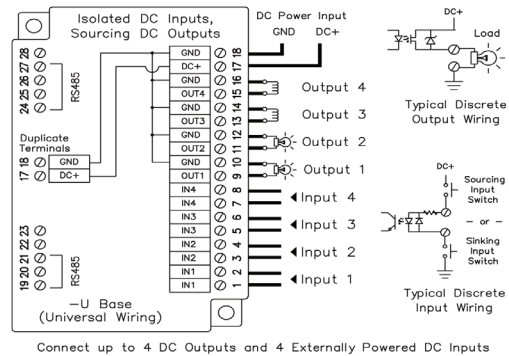 Isolated DC Inputs,
Sourcing DC Outputs
DC Power Input
GND DC+
GND 18
DC+ 17
GND 16
OUT4 15
GND 14
OUT3 13
GND 12
OUT2 11
GND 10
OUT1 9
IN4 8
IN4 7
IN3 6
IN3 5
IN2 4
IN2 3
IN1 2
IN1 1
Output 4
Output 3
Output 2
Output 1
Input 4
Input 3
Input 2
Input 1
24 25 26 27 28
RS485
Duplicate
Terminals
18 GND
17 DC+
19 20 21 22 23
RS485
-U Base
(Universal Wiring)
DC+
Load
Typical Discrete
Output Wiring
DC+
Sourcing
Input
Switch
- or -
Sinking
Input
Switch
Typical Discrete
Input Wiring
Connect up to 4 DC Outputs and 4 Externally Powered DC Inputs